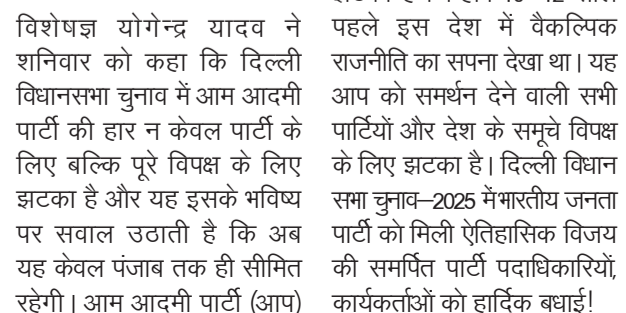 विशेषज्ञ योगेन्द्र यादव ने
शनिवार को कहा कि दिल्ली
विधानसभा चुनाव में आम आदमी
पार्टी की हार न केवल पार्टी के
लिए बल्कि पूरे विपक्ष के लिए
झटका है और यह इसके भविष्य
पर सवाल उठाती है कि अब
यह केवल पंजाब तक ही सीमित
रहेगी। आम आदमी पार्टी (आप)
पहले इस देश में वैकल्पिक
राजनीति का सपना देखा था। यह
आप को समर्थन देने वाली सभी
पार्टियों और देश के समूचे विपक्ष
के लिए झटका है। दिल्ली विधान
सभा चुनाव–2025 मेंभारतीय जनता
पार्टी को मिली ऐतिहासिक विजय
की समर्पित पार्टी पदाधिकारियों,
कार्यकर्ताओं को हार्दिक बधाई!